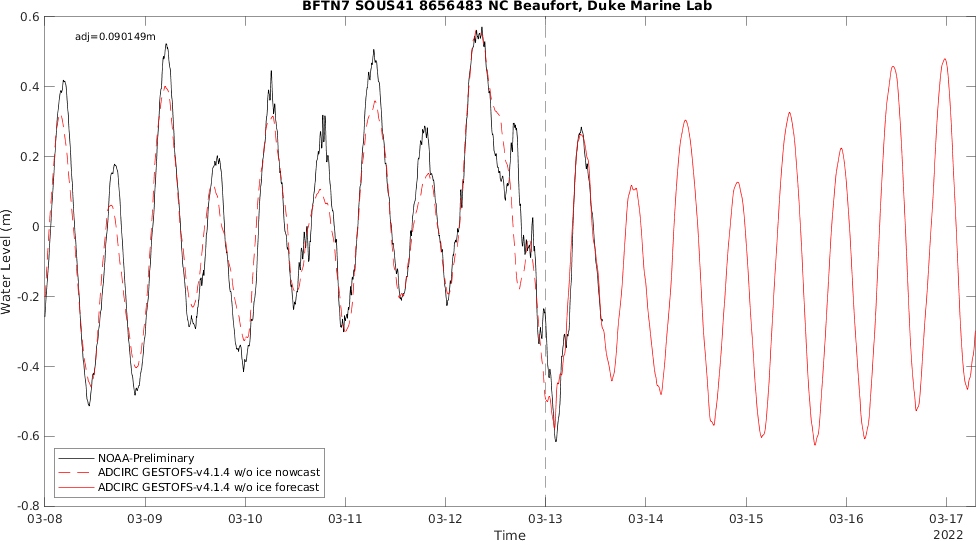 BFTN7 SOUS41 8656483 NC Beaufort, Duke Marine Lab
adj=0.090149m
0.6
0.4
0.2
0
-0.2
-0.4
-0.6
-0.8
Water Level (m)
NOAA-Preliminary
ADCIRC GESTOFS-v4.1.4 w/o ice nowcast
ADCIRC GESTOFS-v4.1.4 w/o ice forecast
03-08 03-09 03-10 03-11 03-12 03-13 03-14 03-15 03-16 03-17
Time
2022